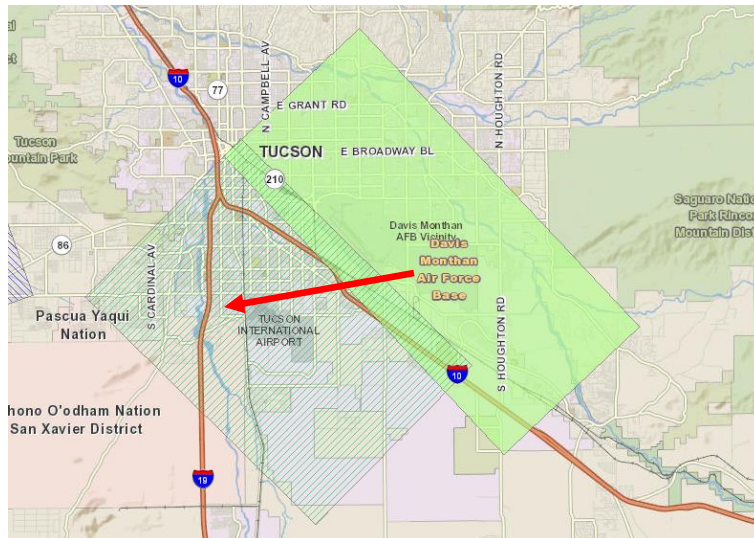 10
77
N CAMPBELL AV
E GRANT RD
N HOUGHTON RD
Tucson
Mountain Park
TUCSON
E BROADWAY BL
210
Saguaro Natio
Park Rincon
Mountain Dist
86
S CARDINAL AV
Davis Monthan
AFB Vicinity
Davis
Monthan
Air Force
Base
Pascua Yaqui
Nation
TUCSON
INTERNATIONAL
AIRPORT
S HOUGHTON RD
10
hono O'odham Nation
San Xavier District
19